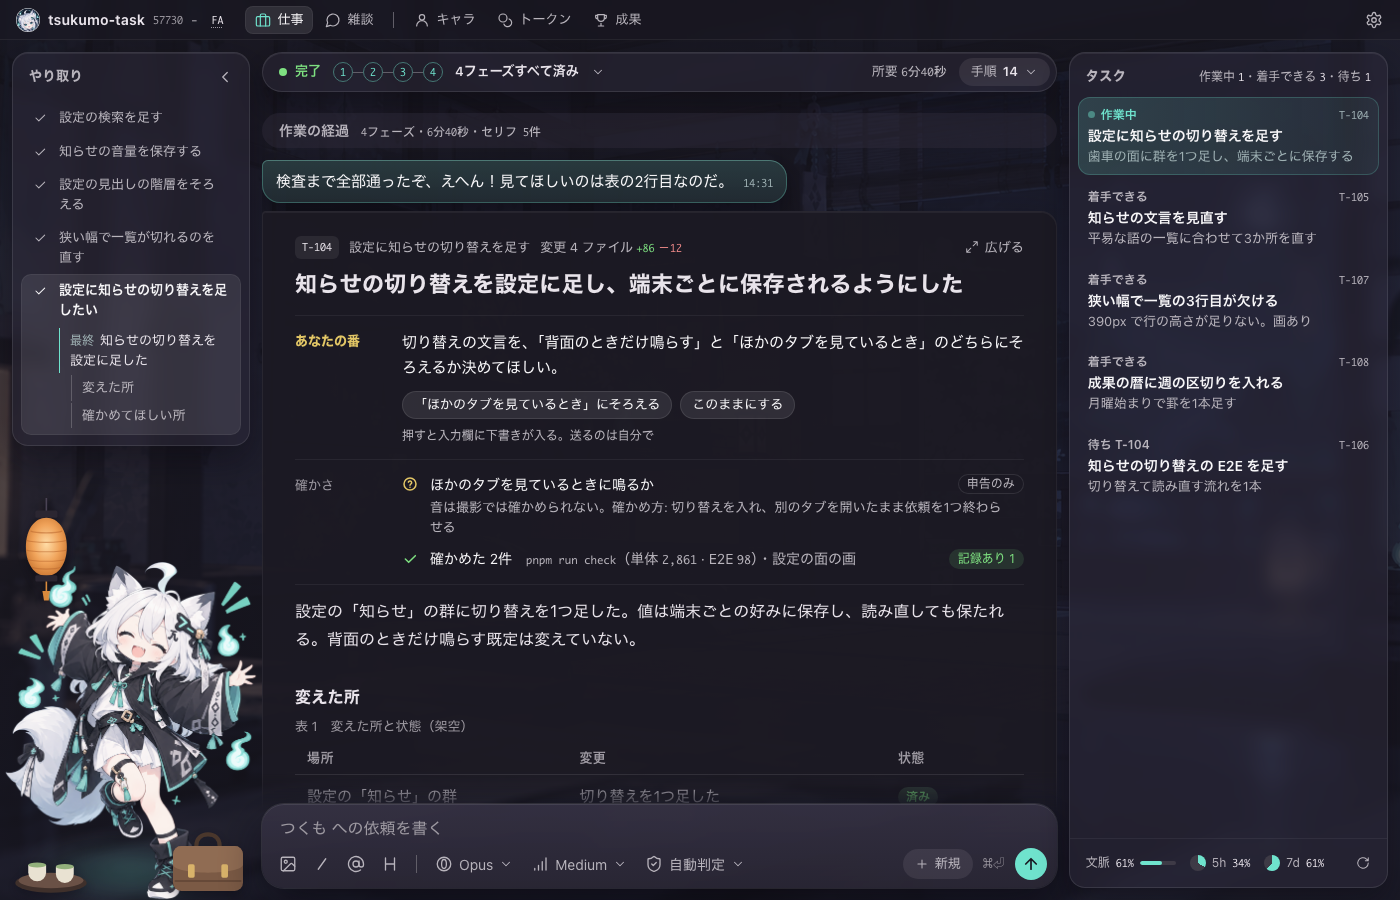 tsukumo-task 57730 - FA 仕事 雑談 キャラ トークン 成果
やり取り
設定の検索を足す
知らせの音量を保存する
設定の見出しの階層をそろ
える
狭い幅で一覧が切れるのを
直す
設定に知らせの切り替えを足
したい
最終 知らせの切り替えを
設定に足した
変えた所
確かめてほしい所
完了 1 2 3 4 4フェーズすべて済み 所要 6分40秒 手順 14
作業の経過 4フェーズ・6分40秒・セリフ 5件
検査まで全部通ったぞ、えへん！見てほしいのは表の2行目なのだ。 14:31
T-104 設定に知らせの切り替えを足す 変更 4 ファイル +86 −12 広げる
知らせの切り替えを設定に足し、端末ごとに保存されるようにした
あなたの番
切り替えの文言を、「背面のときだけ鳴らす」と「ほかのタブを見ているとき」のどちらにそ
ろえるか決めてほしい。
「ほかのタブを見ているとき」にそろえる このままにする
押すと入力欄に下書きが入る。送るのは自分で
確かさ
ほかのタブを見ているときに鳴るか 申告のみ
音は撮影では確かめられない。確かめ方: 切り替えを入れ、別のタブを開いたまま依頼を1つ終わら
せる
確かめた 2件 pnpm run check（単体 2,861 · E2E 98）・設定の面の画 記録あり 1
設定の「知らせ」の群に切り替えを1つ足した。値は端末ごとの好みに保存し、読み直しても保たれ
る。背面のときだけ鳴らす既定は変えていない。
変えた所
表 1 変えた所と状態（架空）
場所 変更 状態
設定の「知らせ」の群 切り替えを1つ足した 済み
つくも への依頼を書く
/ @ H Opus Medium 自動判定 + 新規 ⌘⏎
タスク 作業中 1・着手できる 3・待ち 1
作業中 T-104
設定に知らせの切り替えを足す
歯車の面に群を1つ足し、端末ごとに保存する
着手できる T-105
知らせの文言を見直す
平易な語の一覧に合わせて3か所を直す
着手できる T-107
狭い幅で一覧の3行目が欠ける
390px で行の高さが足りない。画あり
着手できる T-108
成果の暦に週の区切りを入れる
月曜始まりで罫を1本足す
待ち T-104 T-106
知らせの切り替えの E2E を足す
切り替えて読み直す流れを1本
文脈 61% 5h 34% 7d 61%